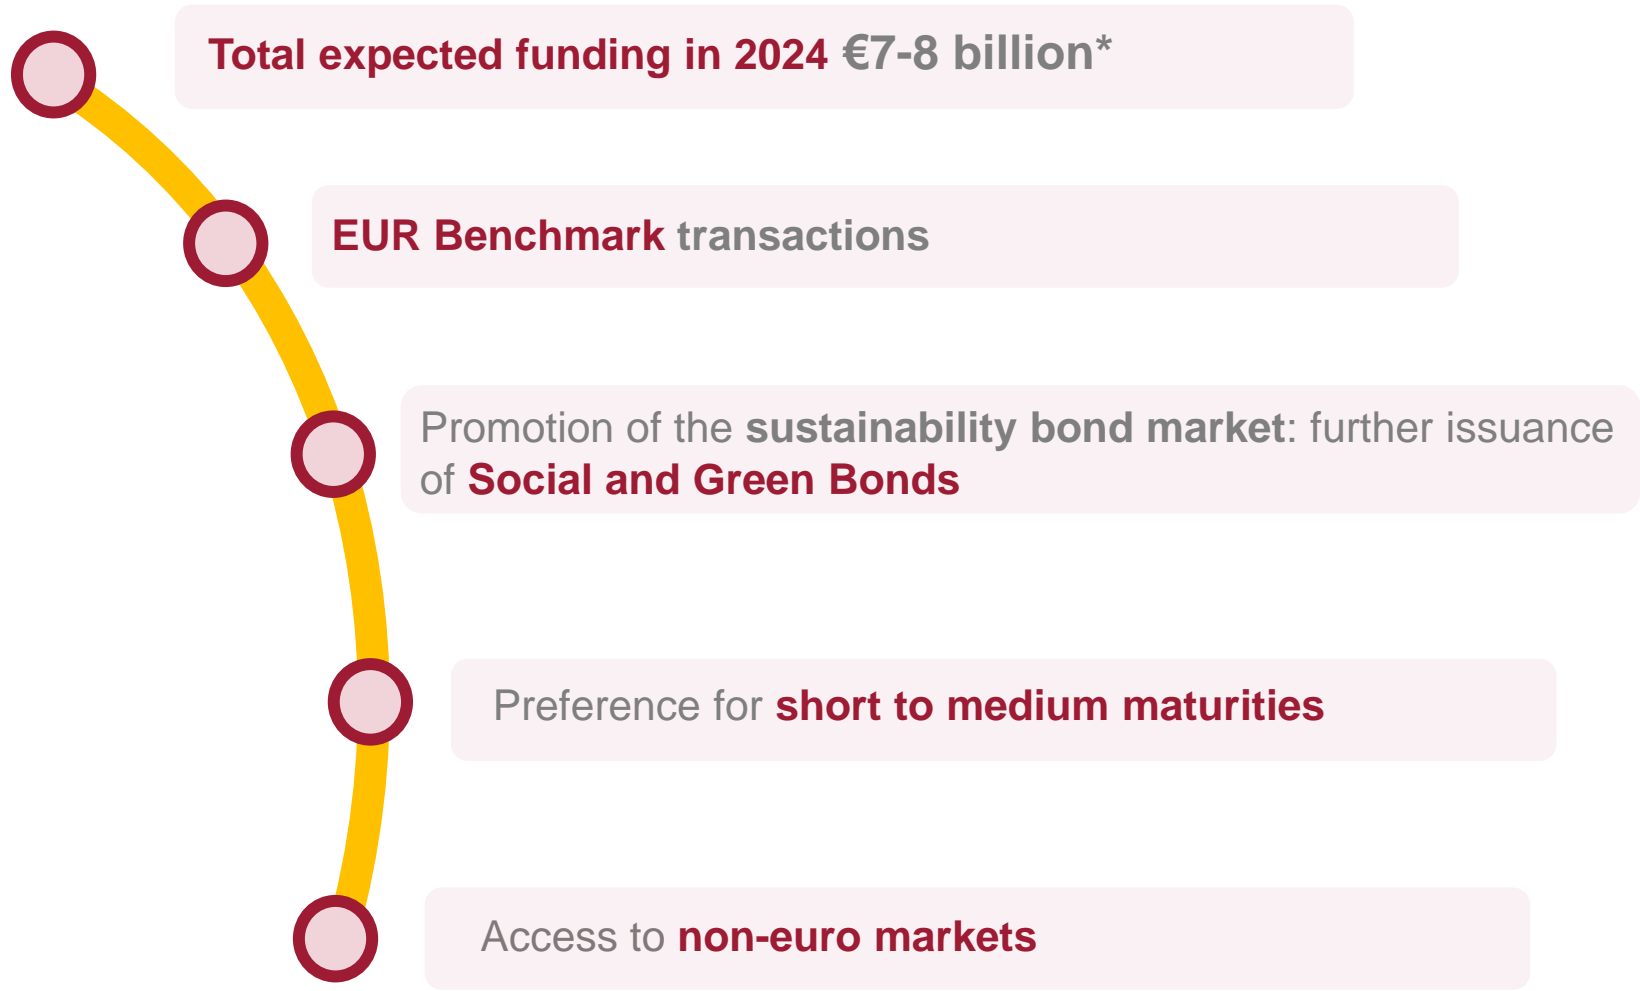 Total expected funding in 2024 €7-8 billion*
EUR Benchmark transactions
Promotion of the sustainability bond market: further issuance
of Social and Green Bonds
Preference for short to medium maturities
Access to non-euro markets